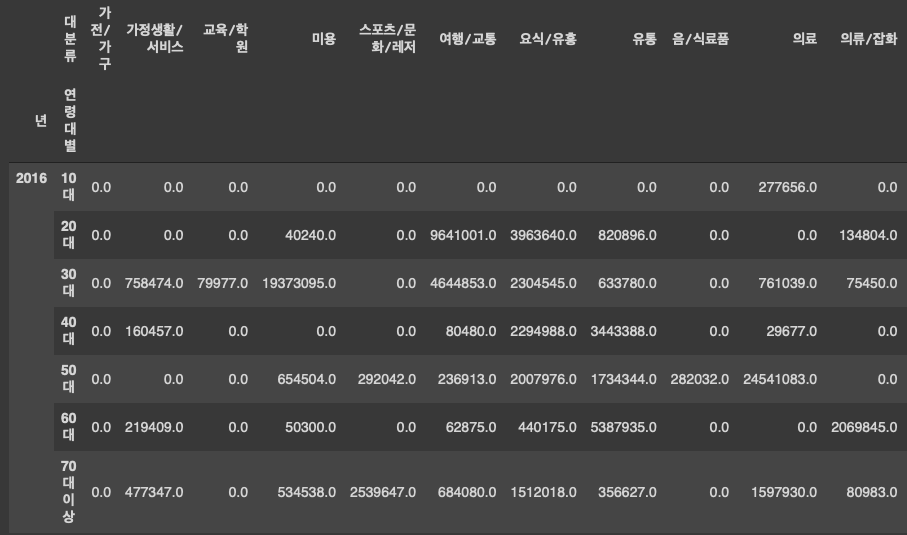 대분류 가전/가구 가정생활/서비스 교육/학원 미용 스포츠/문화/레저 여행/교통 요식/유흥 유통 음/식료품 의료 의류/잡화
년 연령대별
2016 10대 0.0 0.0 0.0 0.0 0.0 0.0 0.0 0.0 0.0 277656.0 0.0
20대 0.0 0.0 0.0 40240.0 0.0 9641001.0 3963640.0 820896.0 0.0 0.0 134804.0
30대 0.0 758474.0 79977.0 19373095.0 0.0 4644853.0 2304545.0 633780.0 0.0 761039.0 75450.0
40대 0.0 160457.0 0.0 0.0 0.0 80480.0 2294988.0 3443388.0 0.0 29677.0 0.0
50대 0.0 0.0 0.0 654504.0 292042.0 236913.0 2007976.0 1734344.0 282032.0 24541083.0 0.0
60대 0.0 219409.0 0.0 50300.0 0.0 62875.0 440175.0 5387935.0 0.0 0.0 2069845.0
70대이상 0.0 477347.0 0.0 534538.0 2539647.0 684080.0 1512018.0 356627.0 0.0 1597930.0 80983.0